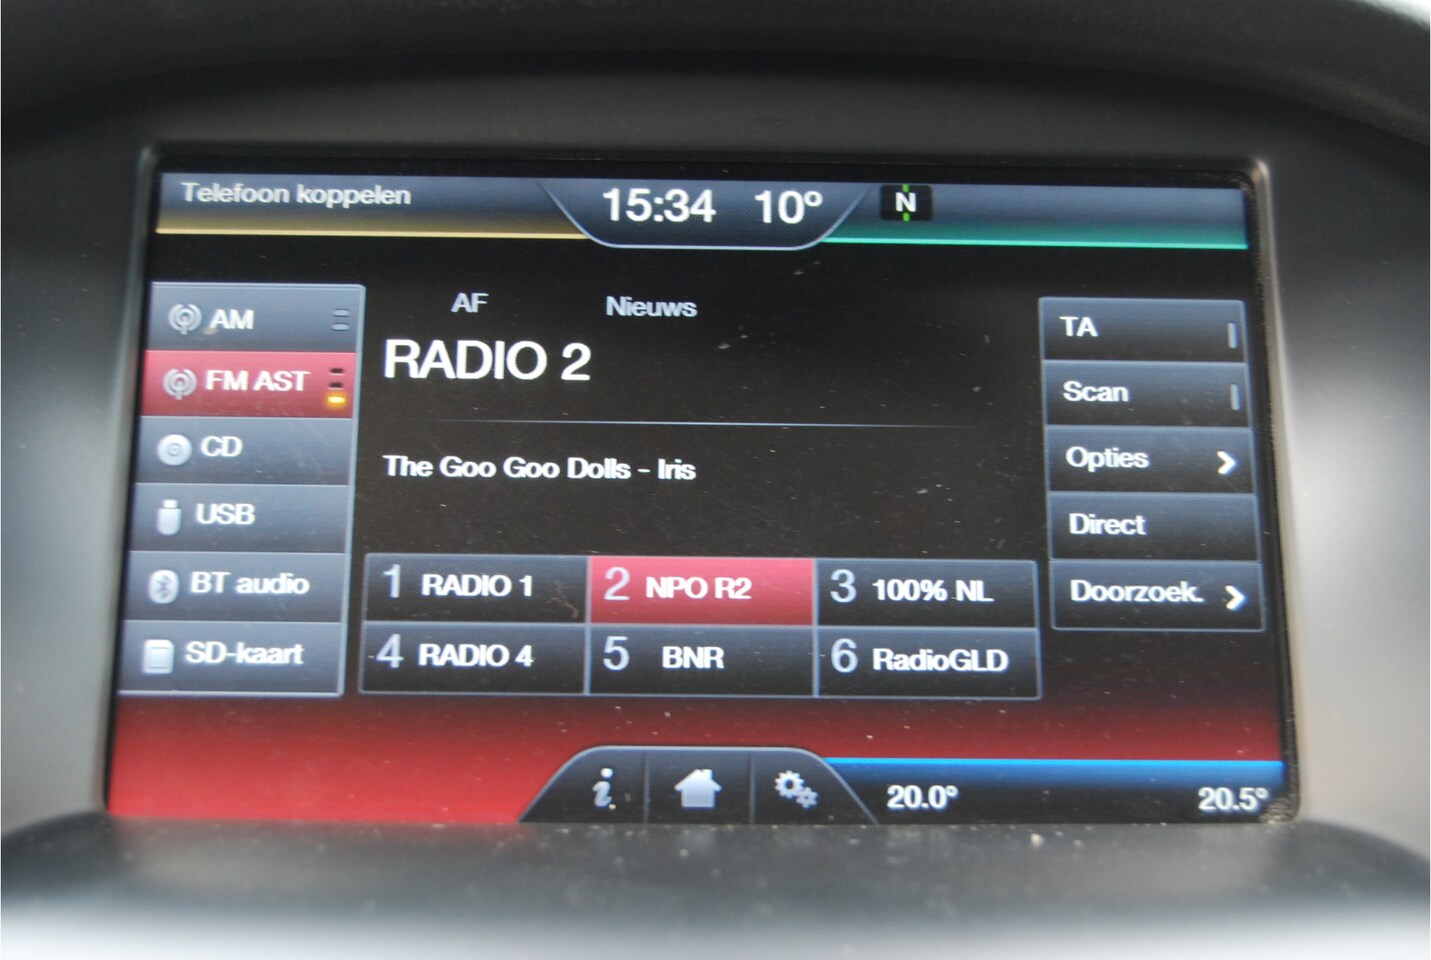 Telefoon koppelen
15:34 10° N
AF Nieuws
RADIO 2
The Goo Goo Dolls - Iris
AM
FM AST
CD
USB
BT audio
SD-kaart
1 RADIO 1
2 NPO R2
3 100% NL
4 RADIO 4
5 BNR
6 RadioGLD
TA
Scan
Opties
Direct
Doorzoek.
i
20.0° 20.5°